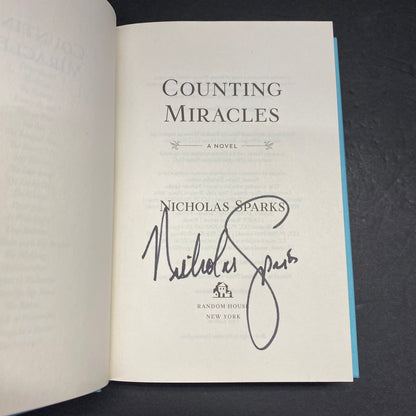 COUNTING
MIRACLES
A NOVEL
NICHOLAS SPARKS
Nicholas Sparks
RANDOM HOUSE
NEW YORK